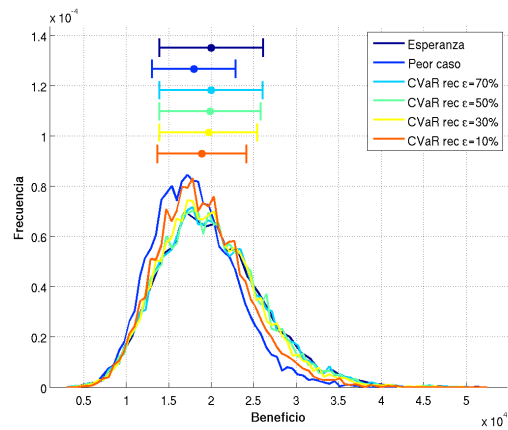 x 10⁻⁴
1.4
1.2
1
0.8
0.6
0.4
0.2
0
Frecuencia
Esperanza
Peor caso
CVaR rec ε=70%
CVaR rec ε=50%
CVaR rec ε=30%
CVaR rec ε=10%
0.5 1 1.5 2 2.5 3 3.5 4 4.5 5
Beneficio
x 10⁴